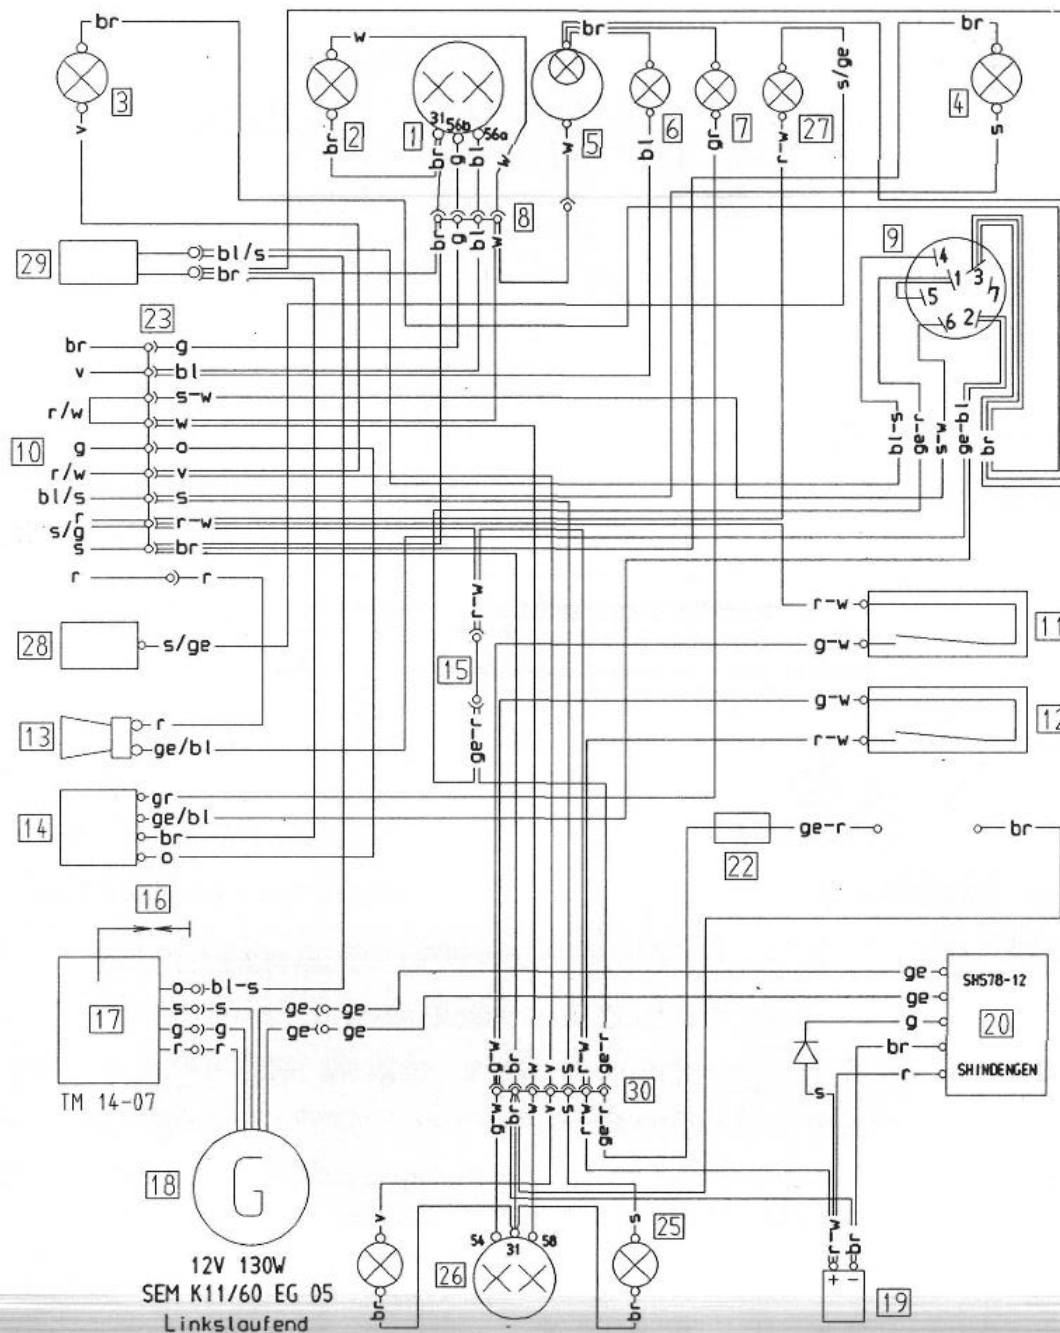 br
w
br
s/ge
br
3
2
1
31
56b
56a
5
6
7
27
4
v
br
br
g
bl
w
w
bl
gr
r-w
s
8
br
g
bl
w
9
4
1
3
5
7
6
2
29
bl/s
br
23
br
g
v
bl
s-w
r/w
w
10
g
o
r/w
v
bl/s
s
r
s/g
r-w
s
br
bl-s
ge-r
s-w
ge-bl
br
r
r
r-w
r-w
11
28
s/ge
g-w
15
g-w
12
13
r
ge/bl
ge-r
r-w
14
gr
ge/bl
br
o
22
ge-r
br
16
17
o
bl-s
s
s
g
g
r
r
ge
ge
ge
ge
ge
ge
g
br
r
SH578-12
20
SHINDENGEN
s
TM 14-07
g-w
br
w
v
s
r-w
ge-r
30
g-w
br
w
v
s
r-w
ge-r
18
G
12V 130W
SEM K11/60 EG 05
Linkslaufend
v
54
31
58
s
25
26
br
br
r-w
br
+
-
19